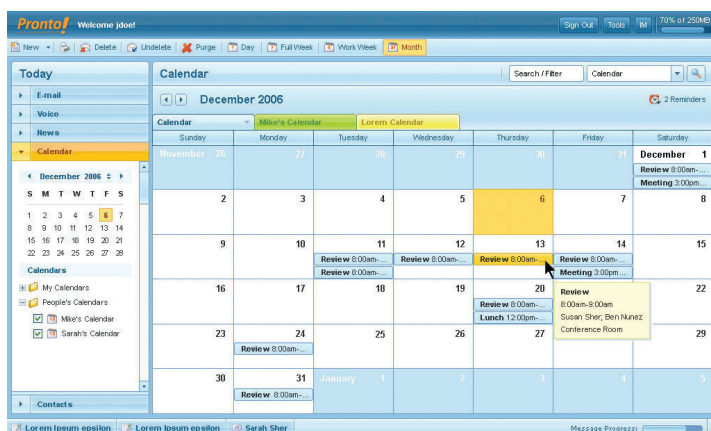 Pronto! Welcome jdoe!
Sign Out Tools IM 70% of 250MB
New Delete Undelete Purge Day Full Week Work Week Month
Today
E-mail
Voice
News
Calendar
December 2006
S M T W T F S
1 2 3 4 5 6 7
8 9 10 11 12 13 14
15 16 17 18 19 20 21
22 23 24 25 26 27 28
Calendars
My Calendars
People's Calendars
Mike's Calendar
Sarah's Calendar
Contacts
Calendar
Search / Filter Calendar
December 2006
2 Reminders
Calendar Mike's Calendar Lorem Calendar
Sunday Monday Tuesday Wednesday Thursday Friday Saturday
November 26 27 28 29 30 31 December 1
Review 8:00am-...
Meeting 3:00pm...
2 3 4 5 6 7 8
9 10 11 12 13 14 15
Review 8:00am-... Review 8:00am-... Review 8:00am-... Review 8:00am-...
Review 8:00am-... Meeting 3:00pm...
16 17 18 19 20 22
Review 8:00am-...
Lunch 12:00pm-...
Review
8:00am-9:00am
Susan Sher; Ben Nunez
Conference Room
23 24 25 26 27 29
Review 8:00am-...
30 31 January 1 2 3 4 5
Review 8:00am-...
Lorem Ipsum epsilon Lorem Ipsum epsilon Sarah Sher Message Progress: